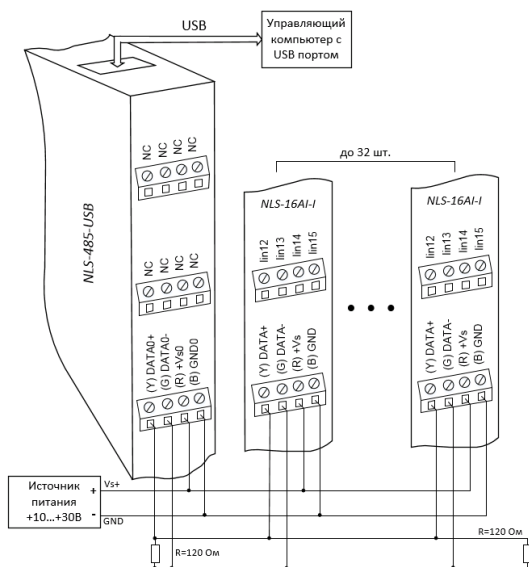 USB
Управляющий
компьютер с
USB портом
до 32 шт.
NLS-485-USB
NC NC NC NC
NC NC NC NC
(Y) DATA0+
(G) DATA0-
(R) +Vs0
(B) GND0
NLS-16AI-I
Iin12
Iin13
Iin14
Iin15
(Y) DATA+
(G) DATA-
(R) +Vs
(B) GND
NLS-16AI-I
Iin12
Iin13
Iin14
Iin15
(Y) DATA+
(G) DATA-
(R) +Vs
(B) GND
Источник
питания
+10...+30В
+
-
Vs+
GND
R=120 Ом
R=120 Ом